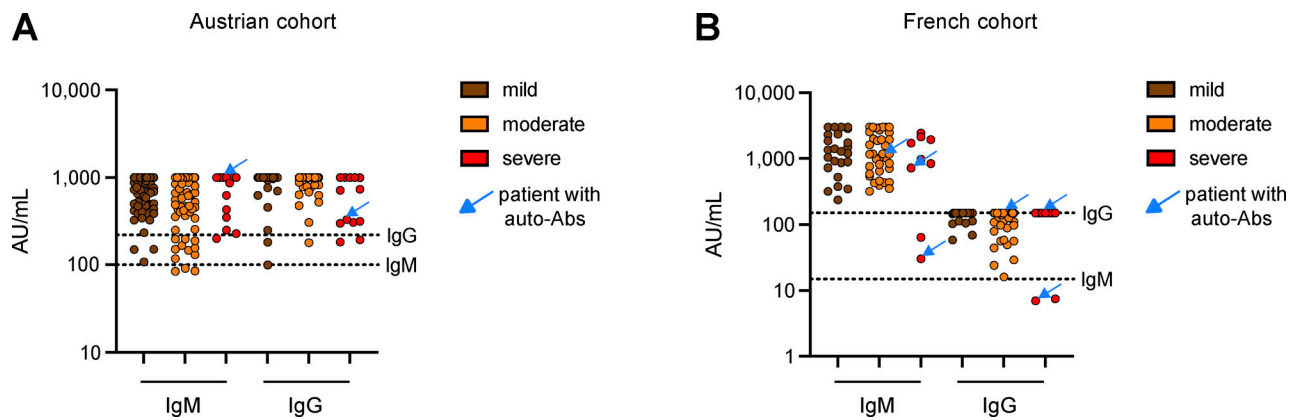 A
Austrian cohort
AU/mL
10,000
1,000
100
10
IgG
IgM
mild
moderate
severe
patient with
auto-Abs
IgM
IgG
B
French cohort
AU/mL
10,000
1,000
100
10
1
IgG
IgM
mild
moderate
severe
patient with
auto-Abs
IgM
IgG